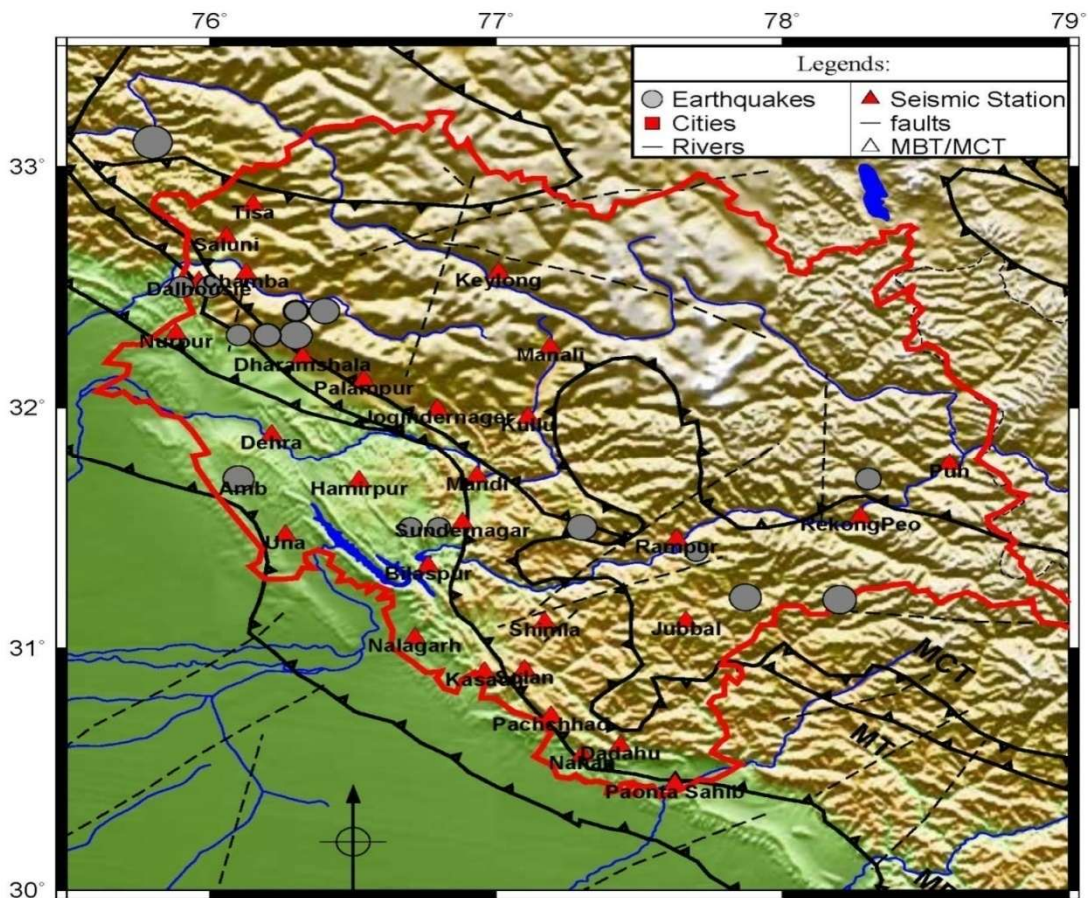 76° 77° 78° 79°
Legends:
Earthquakes Seismic Station
Cities faults
Rivers MBT/MCT
33°
Tisa
Saluni
Chamba Keylong
Dalhousie
Nurpur Manali
Dharamshala
Palampur
32°
Jogindernager Kullu
Dehra
Mandi Puh
Amb Hamirpur
Sundernagar RekongPeo
Una Rampur
Bilaspur
Shimla Jubbal
31°
Nalagarh
Kasauli Solan MCT
Pachchhad
MT
Dadahu
Nahan
Paonta Sahib
30°